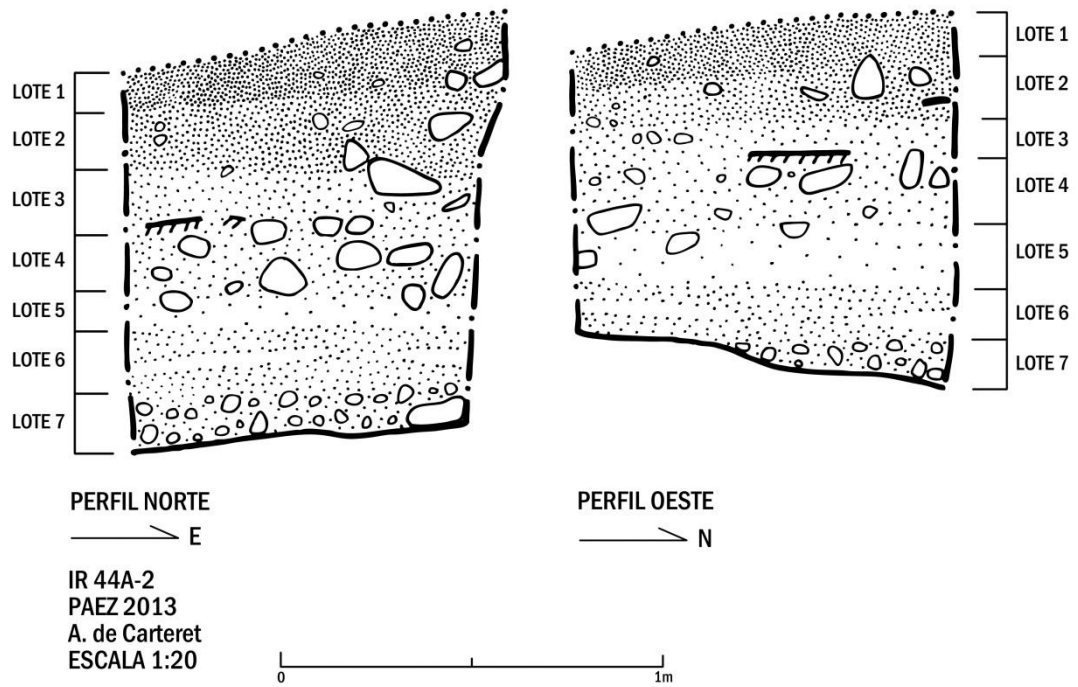 LOTE 1
LOTE 2
LOTE 3
LOTE 4
LOTE 5
LOTE 6
LOTE 7
LOTE 1
LOTE 2
LOTE 3
LOTE 4
LOTE 5
LOTE 6
LOTE 7
PERFIL NORTE
E
PERFIL OESTE
N
IR 44A-2
PAEZ 2013
A. de Carteret
ESCALA 1:20
0
1m